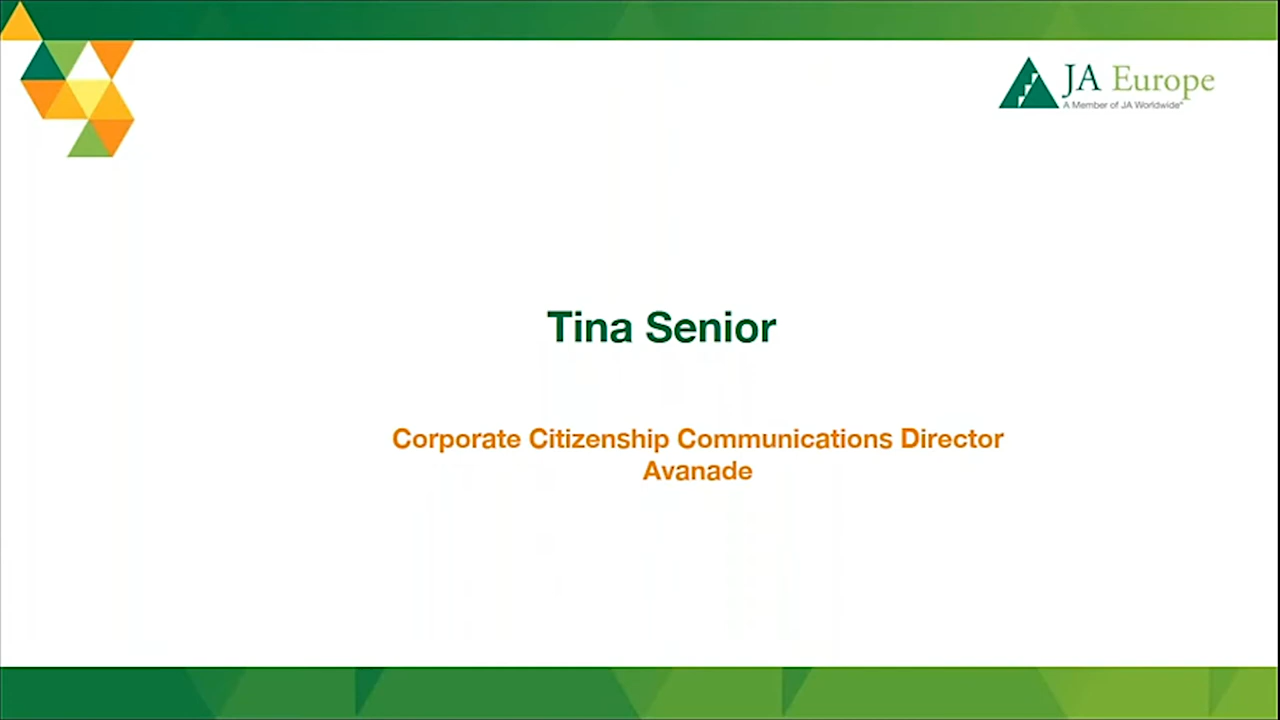 JA Europe
A Member of JA Worldwide®
Tina Senior
Corporate Citizenship Communications Director
Avanade